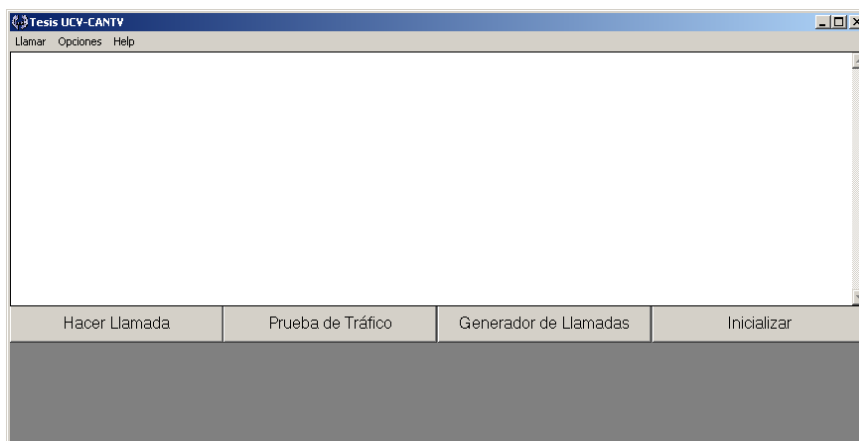 Tesis UCV-CANTV
Llamar Opciones Help
Hacer Llamada Prueba de Tráfico Generador de Llamadas Inicializar